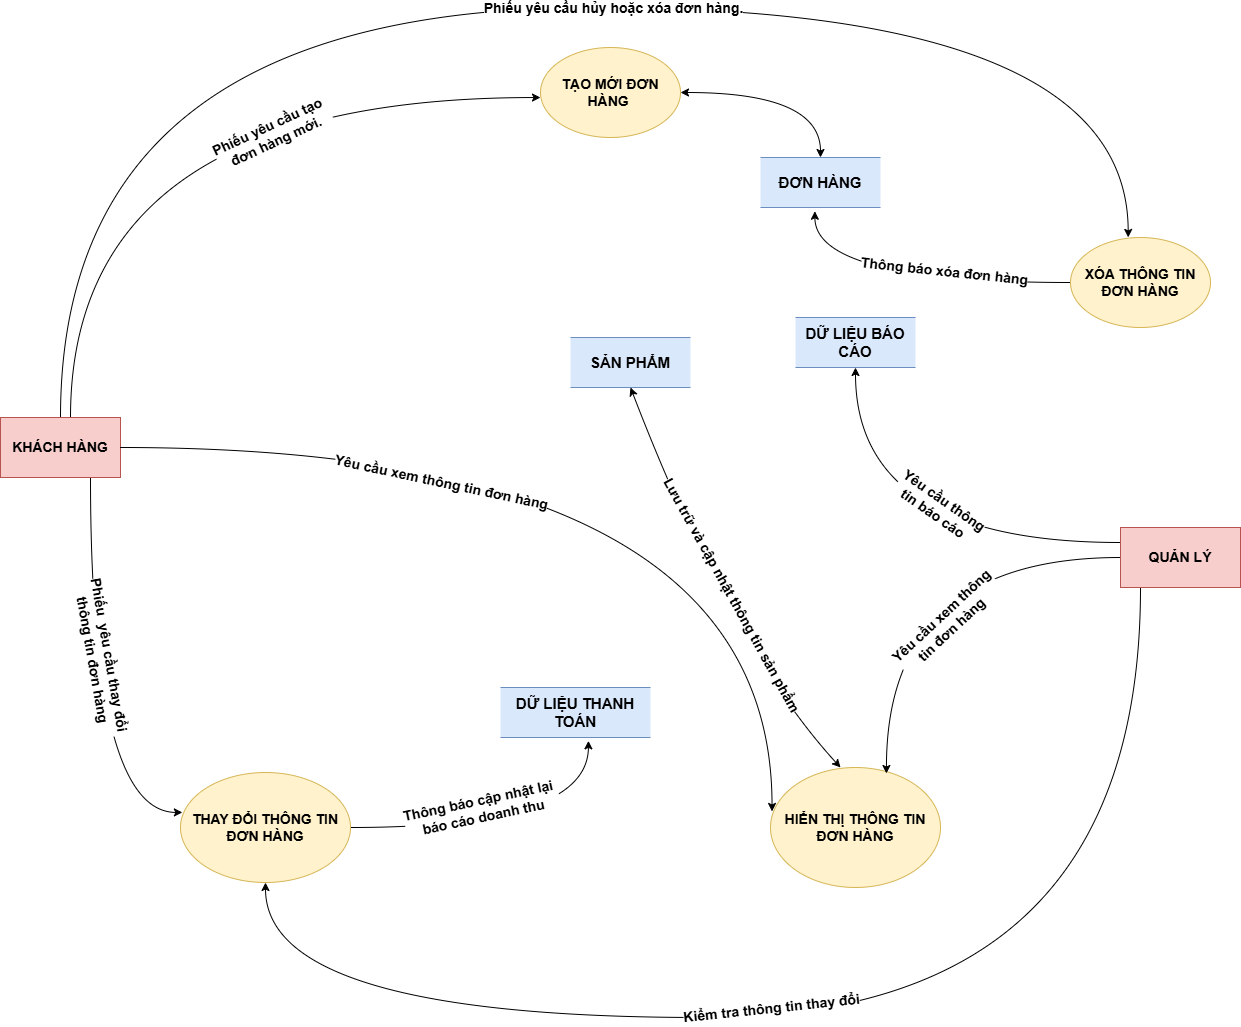 Phiếu yêu cầu hủy hoặc xóa đơn hàng.
TẠO MỚI ĐƠN
HÀNG
Phiếu yêu cầu tạo
đơn hàng mới.
ĐƠN HÀNG
Thông báo xóa đơn hàng
XÓA THÔNG TIN
ĐƠN HÀNG
SẢN PHẨM
DỮ LIỆU BÁO
CÁO
KHÁCH HÀNG
Yêu cầu xem thông tin đơn hàng
Lưu trữ và cập nhật thông tin sản phẩm
Yêu cầu thông
tin báo cáo
QUẢN LÝ
Yêu cầu xem thông
tin đơn hàng
Phiếu  yêu cầu thay đổi
thông tin đơn hàng
DỮ LIỆU THANH
TOÁN
Thông báo cập nhật lại
báo cáo doanh thu
THAY ĐỔI THÔNG TIN
ĐƠN HÀNG
HIỂN THỊ THÔNG TIN
ĐƠN HÀNG
Kiểm tra thông tin thay đổi